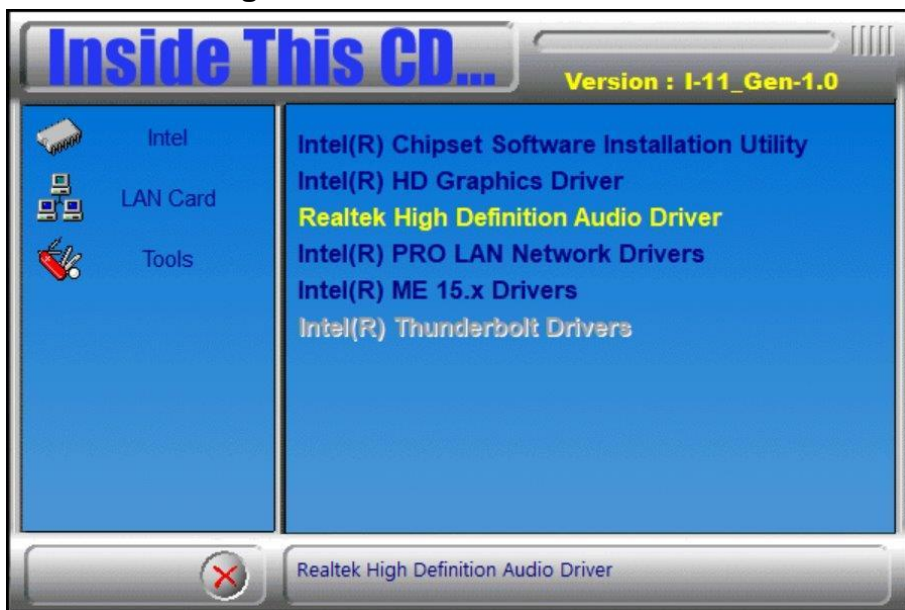 Inside This CD...
Version : I-11_Gen-1.0
Intel
LAN Card
Tools
Intel(R) Chipset Software Installation Utility
Intel(R) HD Graphics Driver
Realtek High Definition Audio Driver
Intel(R) PRO LAN Network Drivers
Intel(R) ME 15.x Drivers
Intel(R) Thunderbolt Drivers
Realtek High Definition Audio Driver